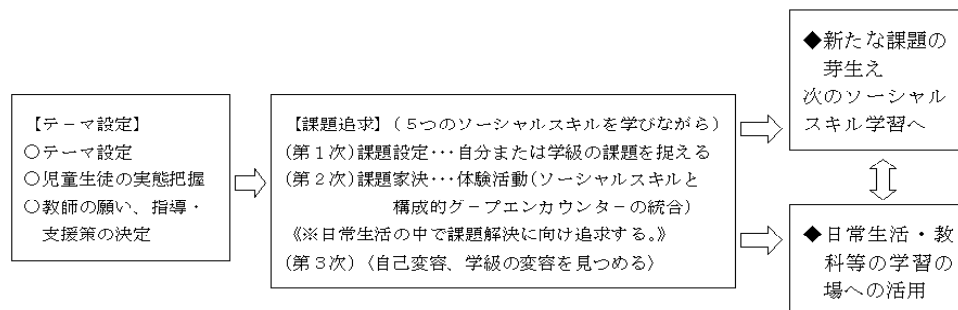 【テーマ設定】
○テーマ設定
○児童生徒の実態把握
○教師の願い、指導・
支援策の決定
【課題追求】(5つのソーシャルスキルを学びながら)
(第1次)課題設定･･･自分または学級の課題を捉える
(第2次)課題家決･･･体験活動(ソーシャルスキルと
構成的グープエンカウンターの統合)
《※日常生活の中で課題解決に向け追求する。》
(第3次)〈自己変容、学級の変容を見つめる〉
◆新たな課題の
芽生え
次のソーシャル
スキル学習へ
◆日常生活・教
科等の学習の
場への活用